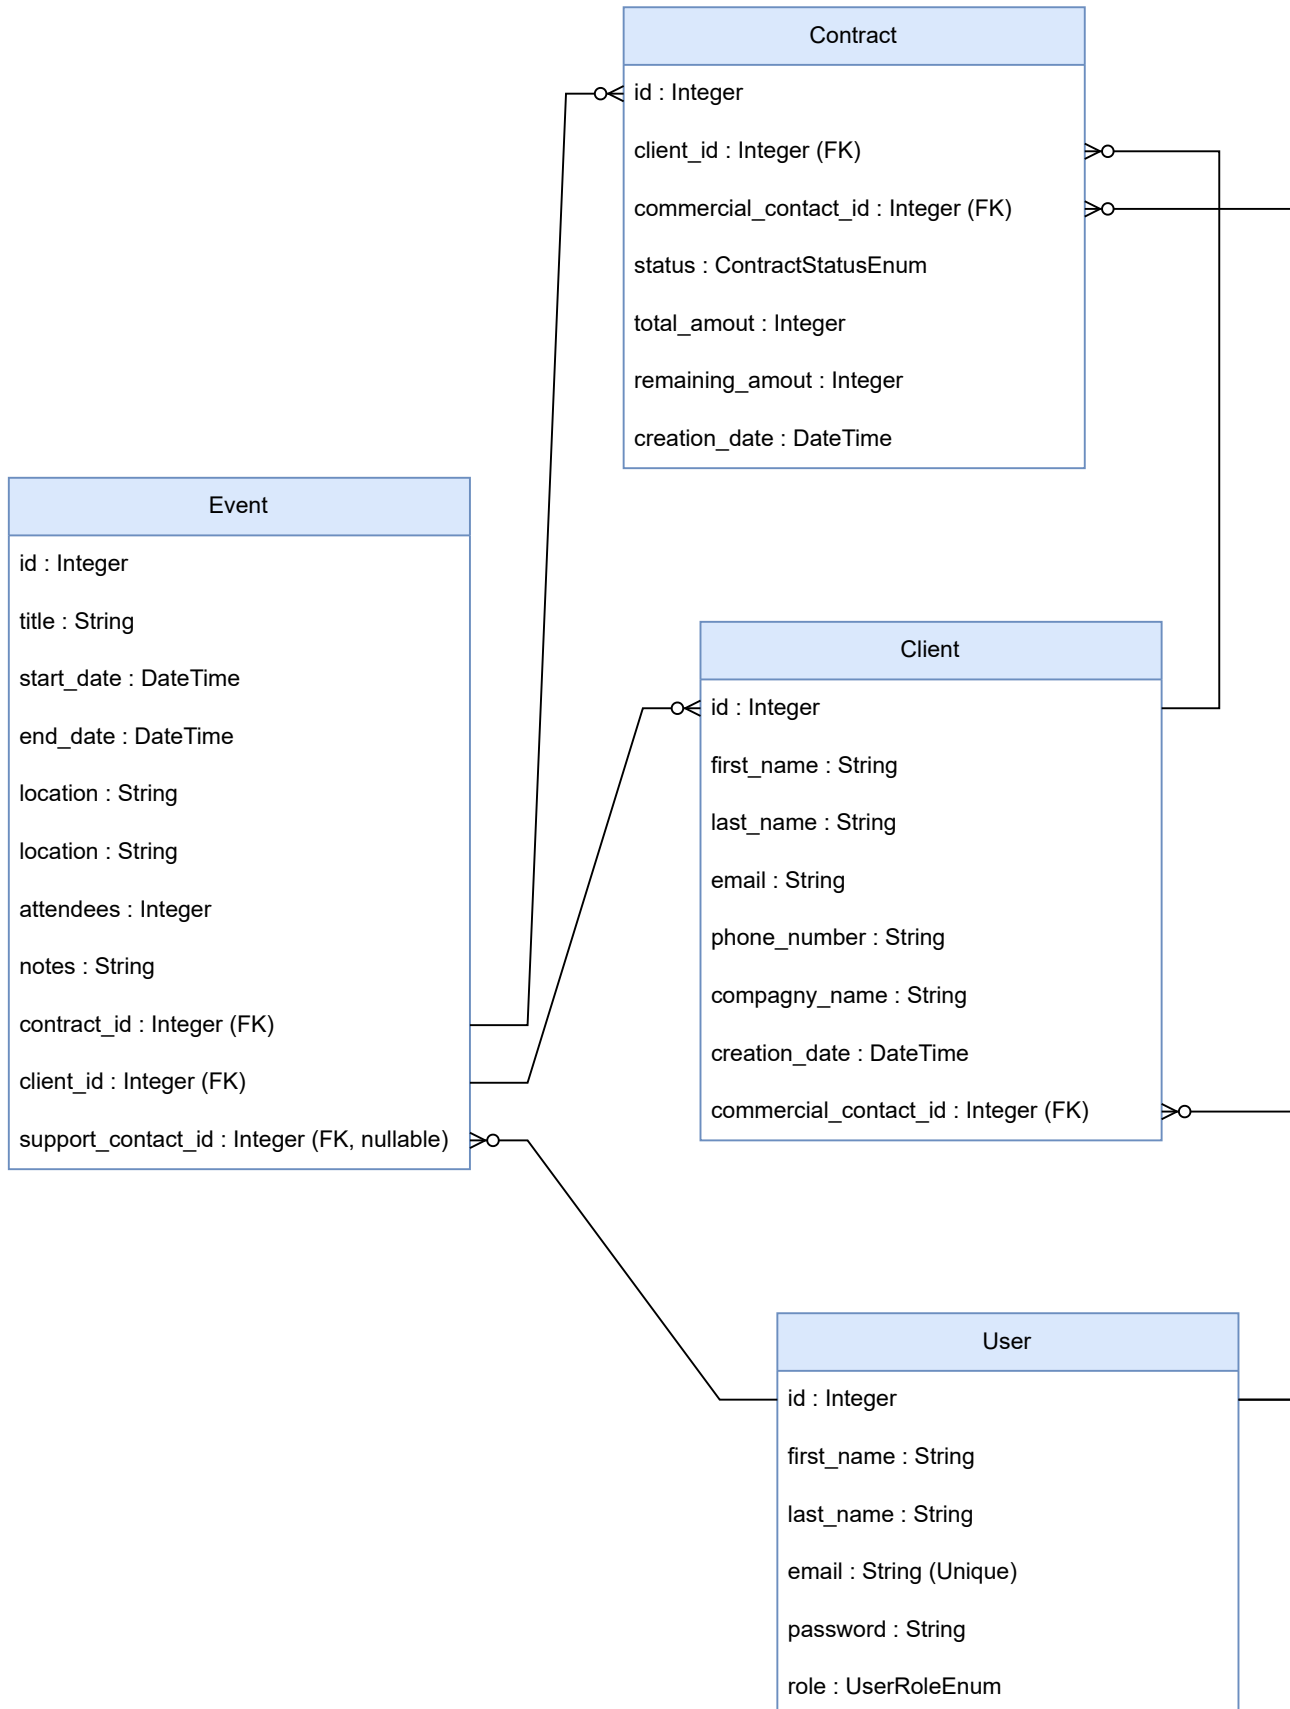 Contract
id : Integer
client_id : Integer (FK)
commercial_contact_id : Integer (FK)
status : ContractStatusEnum
total_amout : Integer
remaining_amout : Integer
creation_date : DateTime
Event
id : Integer
title : String
start_date : DateTime
end_date : DateTime
location : String
location : String
attendees : Integer
notes : String
contract_id : Integer (FK)
client_id : Integer (FK)
support_contact_id : Integer (FK, nullable)
Client
id : Integer
first_name : String
last_name : String
email : String
phone_number : String
compagny_name : String
creation_date : DateTime
commercial_contact_id : Integer (FK)
User
id : Integer
first_name : String
last_name : String
email : String (Unique)
password : String
role : UserRoleEnum